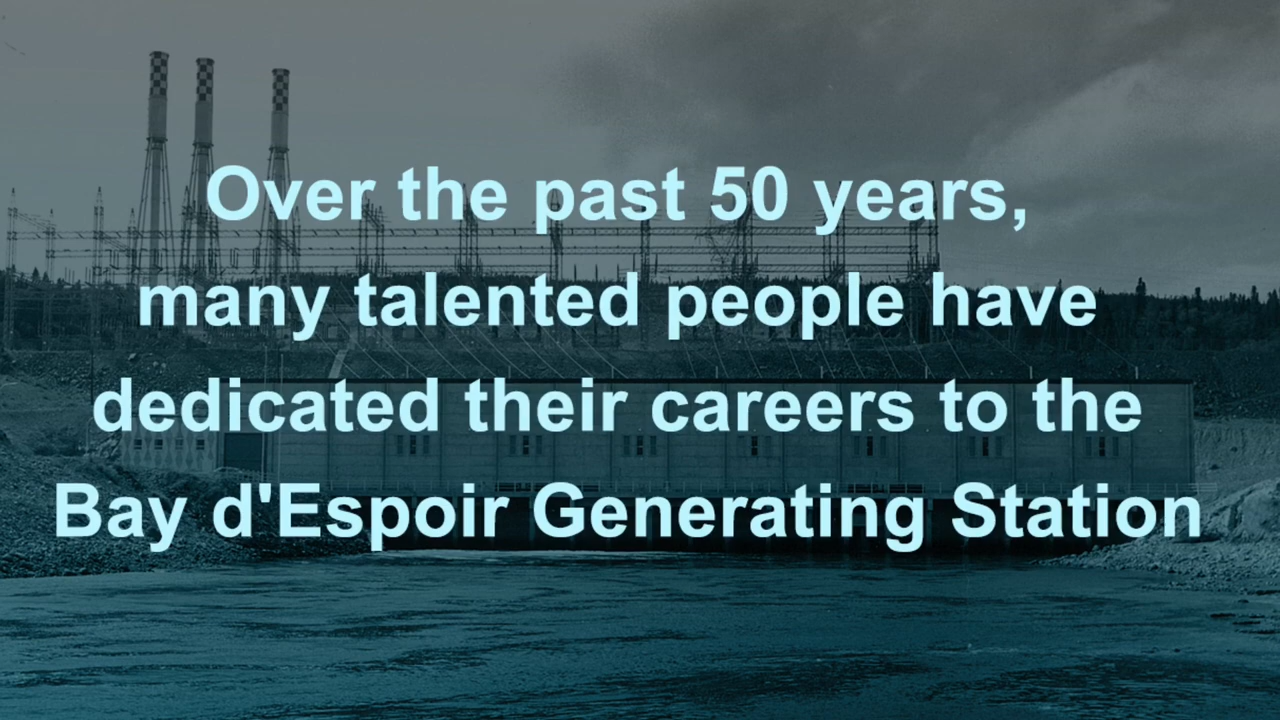 Over the past 50 years,
many talented people have
dedicated their careers to the
Bay d'Espoir Generating Station